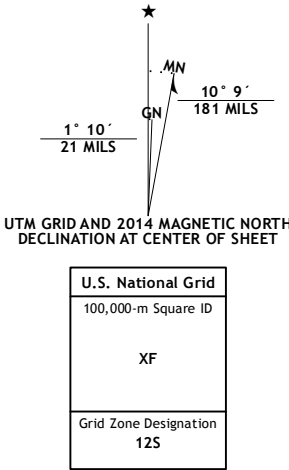 ★
MN
GN
10° 9´
181 MILS
1° 10´
21 MILS
UTM GRID AND 2014 MAGNETIC NORTH
DECLINATION AT CENTER OF SHEET
U.S. National Grid
100,000-m Square ID
XF
Grid Zone Designation
12S